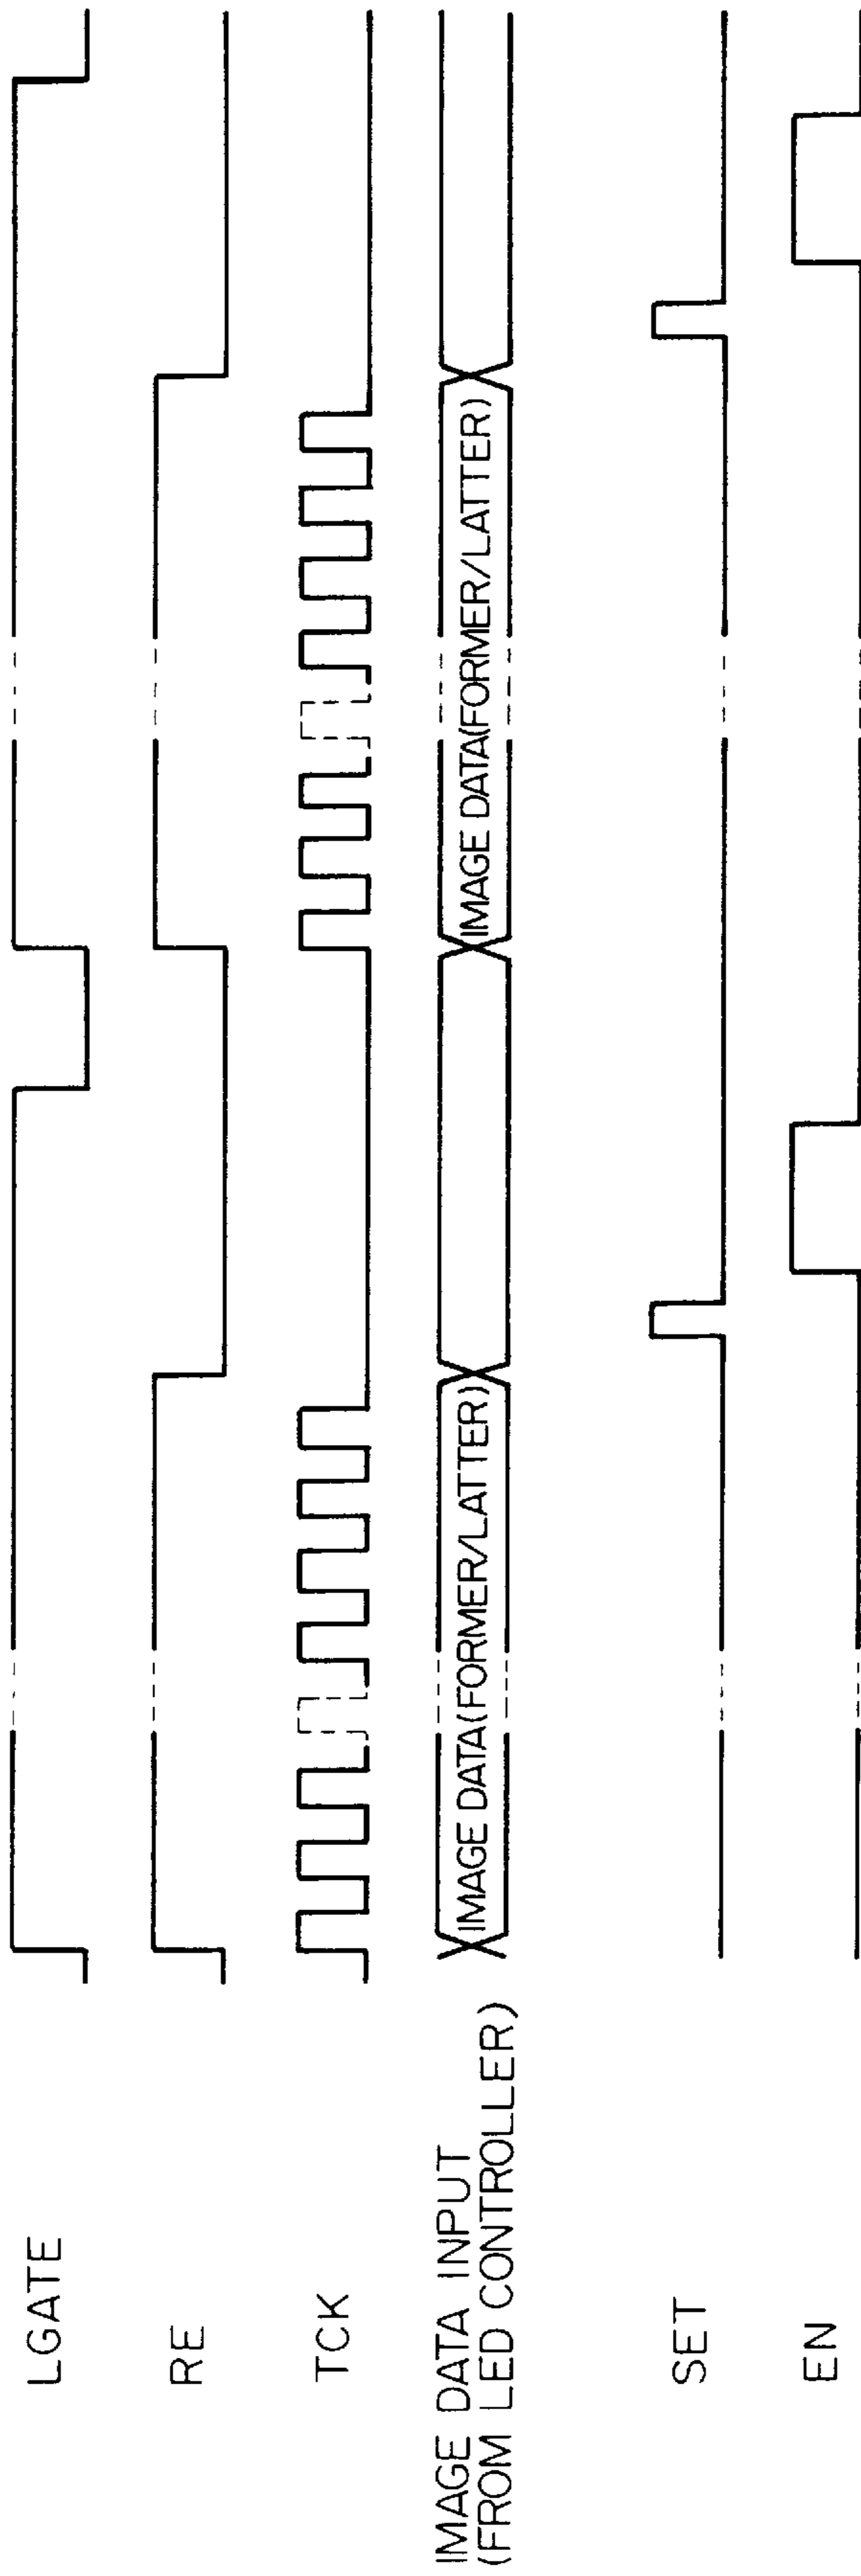 LGATE
RE
TCK
IMAGE DATA INPUT
(FROM LED CONTROLLER)
IMAGE DATA(FORMER/LATTER)
IMAGE DATA(FORMER/LATTER)
SET
EN